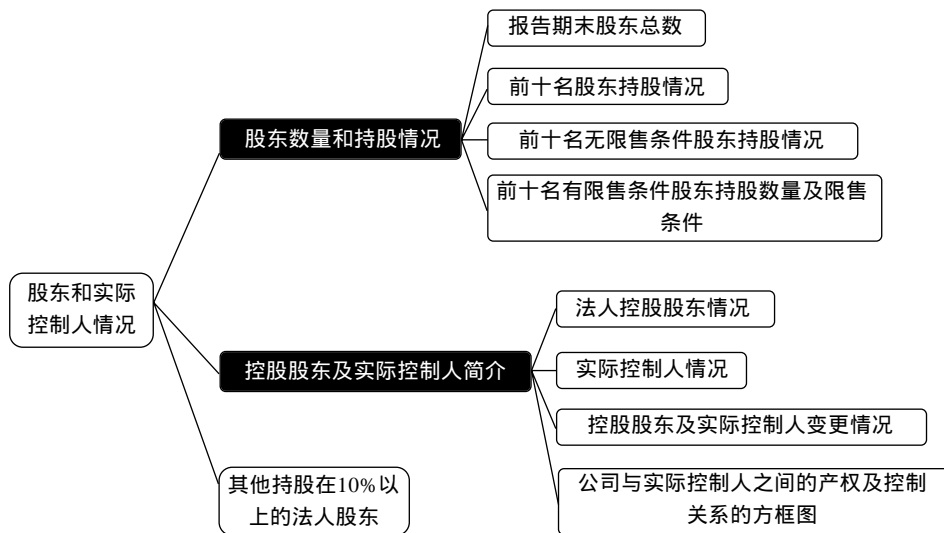 报告期末股东总数
前十名股东持股情况
股东数量和持股情况
前十名无限售条件股东持股情况
前十名有限售条件股东持股数量及限售
条件
股东和实际
控制人情况
法人控股股东情况
控股股东及实际控制人简介
实际控制人情况
控股股东及实际控制人变更情况
其他持股在10%以
上的法人股东
公司与实际控制人之间的产权及控制
关系的方框图